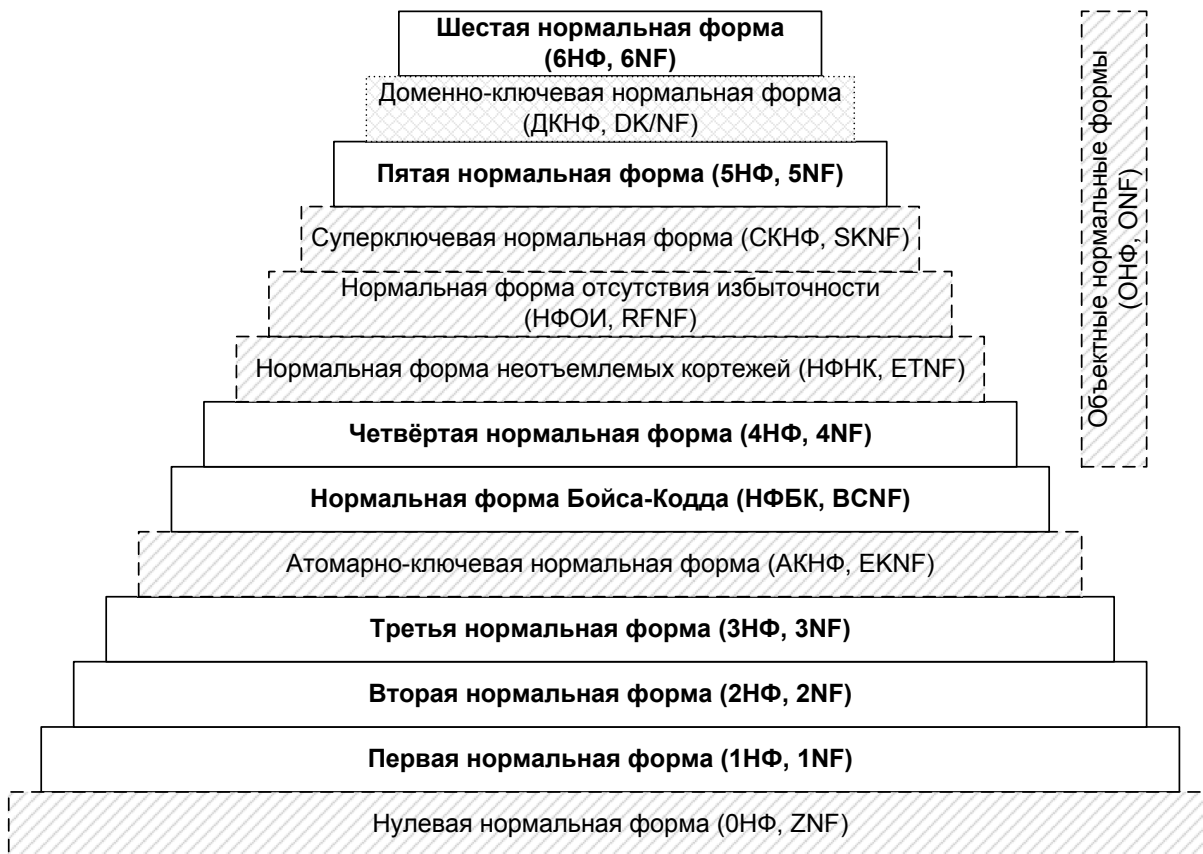 Шестая нормальная форма
(6НФ, 6NF)
Доменно-ключевая нормальная форма
(ДКНФ, DK/NF)
Пятая нормальная форма (5НФ, 5NF)
Суперключевая нормальная форма (СКНФ, SKNF)
Нормальная форма отсутствия избыточности
(НФОИ, RFNF)
Нормальная форма неотъемлемых кортежей (НФНК, ETNF)
Четвёртая нормальная форма (4НФ, 4NF)
Нормальная форма Бойса-Кодда (НФБК, BCNF)
Атомарно-ключевая нормальная форма (АКНФ, EKNF)
Третья нормальная форма (3НФ, 3NF)
Вторая нормальная форма (2НФ, 2NF)
Первая нормальная форма (1НФ, 1NF)
Нулевая нормальная форма (0НФ, ZNF)
Объектные нормальные формы
(ОНФ, ONF)